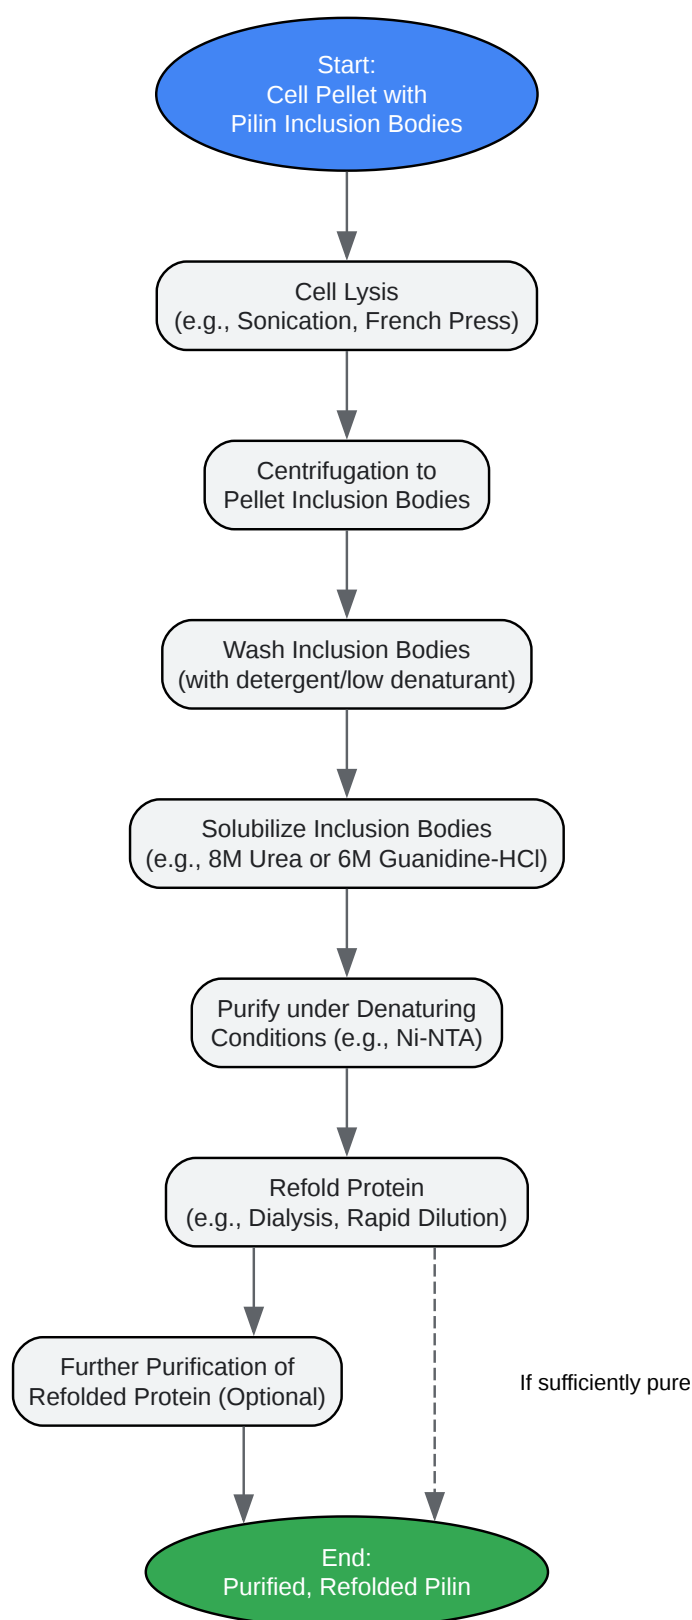 Start:
Cell Pellet with
Pilin Inclusion Bodies
Cell Lysis
(e.g., Sonication, French Press)
Centrifugation to
Pellet Inclusion Bodies
Wash Inclusion Bodies
(with detergent/low denaturant)
Solubilize Inclusion Bodies
(e.g., 8M Urea or 6M Guanidine-HCl)
Purify under Denaturing
Conditions (e.g., Ni-NTA)
Refold Protein
(e.g., Dialysis, Rapid Dilution)
Further Purification of
Refolded Protein (Optional)
If sufficiently pure
End:
Purified, Refolded Pilin